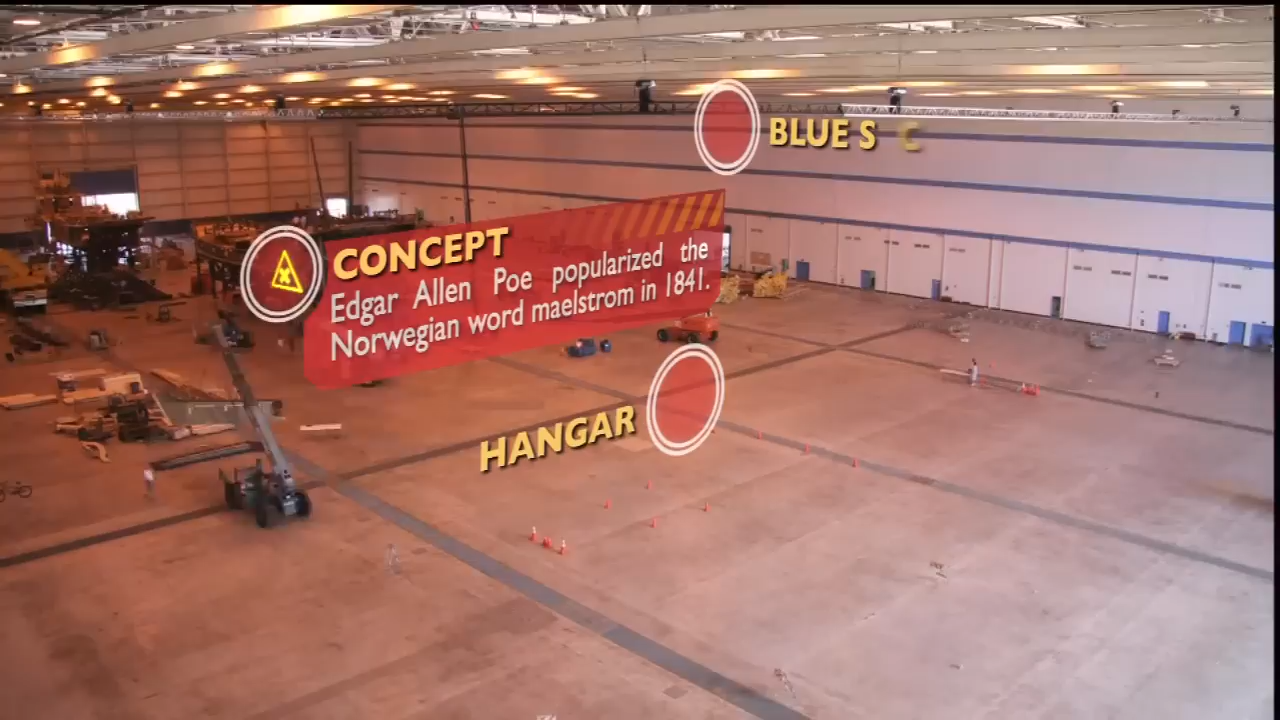 BLUE S C
CONCEPT
Edgar Allen Poe popularized the
Norwegian word maelstrom in 1841.
HANGAR